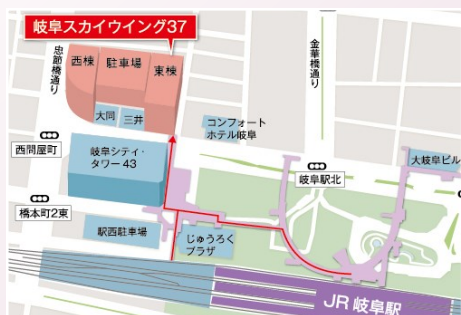 岐阜スカイウイング37
忠節橋通り
西棟
駐車場
東棟
金華橋通り
大同
三井
コンフォート
ホテル岐阜
西問屋町
岐阜シティ・
タワー43
岐阜駅北
大岐阜ビル
橋本町2東
駅西駐車場
じゅうろく
プラザ
JR岐阜駅